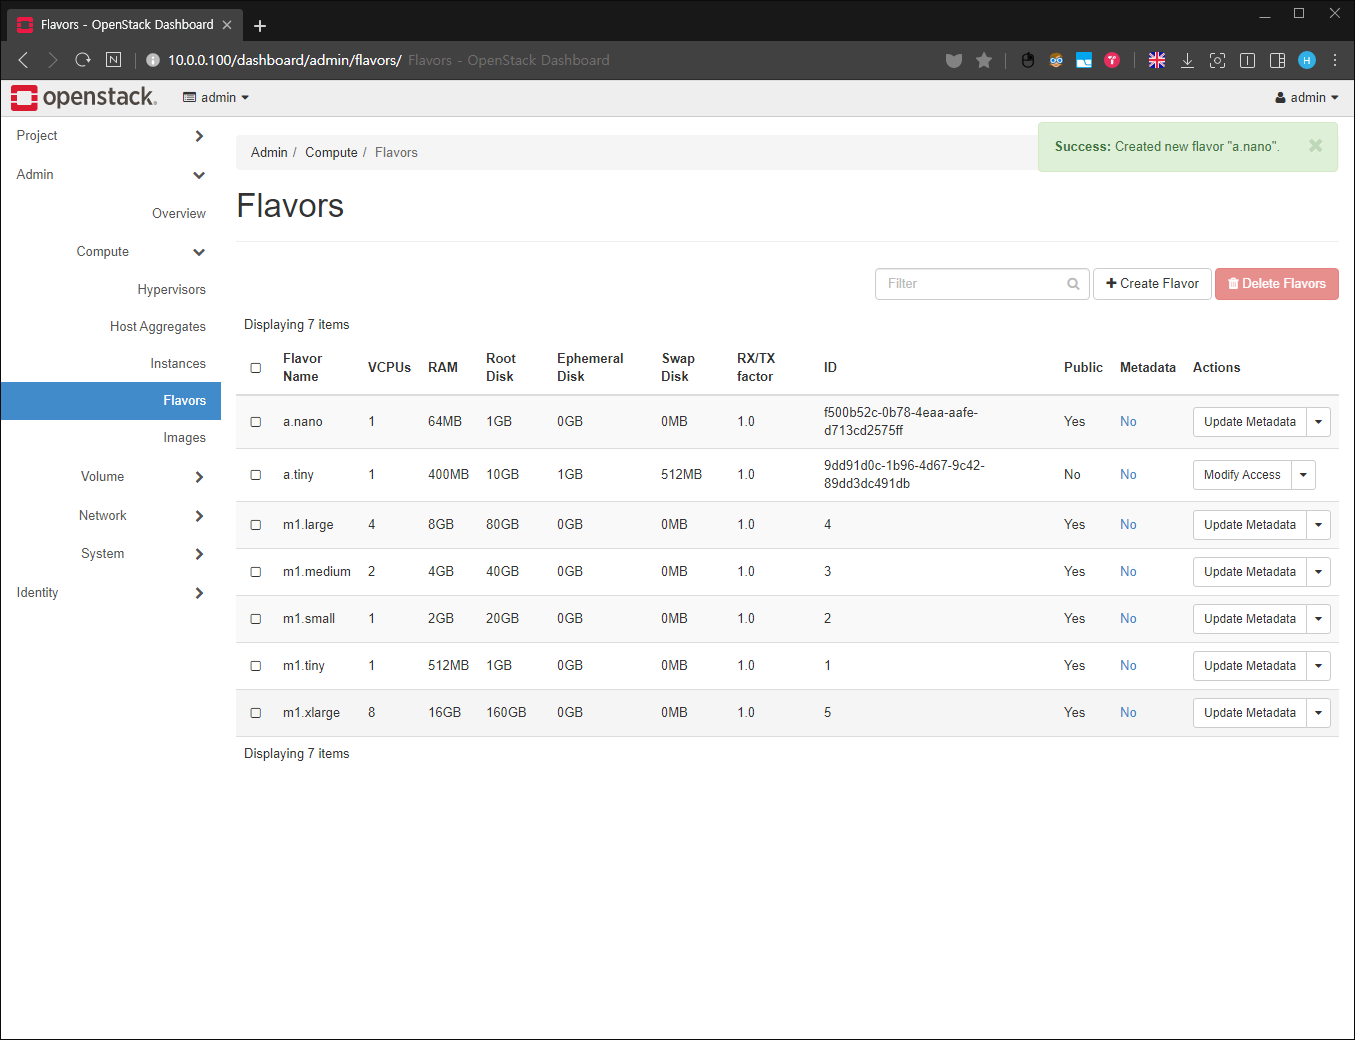 Flavors - OpenStack Dashboard
N 10.0.0.100/dashboard/admin/flavors/ Flavors - OpenStack Dashboard H
openstack. admin admin
Project
Admin
Overview
Compute
Hypervisors
Host Aggregates
Instances
Flavors
Images
Volume
Network
System
Identity
Admin / Compute / Flavors
Success: Created new flavor "a.nano".
Flavors
Filter Create Flavor Delete Flavors
Displaying 7 items
Flavor Name VCPUs RAM Root Disk Ephemeral Disk Swap Disk RX/TX factor ID Public Metadata Actions
a.nano 1 64MB 1GB 0GB 0MB 1.0 f500b52c-0b78-4eaa-aafe-d713cd2575ff Yes No Update Metadata
a.tiny 1 400MB 10GB 1GB 512MB 1.0 9dd91d0c-1b96-4d67-9c42-89dd3dc491db No No Modify Access
m1.large 4 8GB 80GB 0GB 0MB 1.0 4 Yes No Update Metadata
m1.medium 2 4GB 40GB 0GB 0MB 1.0 3 Yes No Update Metadata
m1.small 1 2GB 20GB 0GB 0MB 1.0 2 Yes No Update Metadata
m1.tiny 1 512MB 1GB 0GB 0MB 1.0 1 Yes No Update Metadata
m1.xlarge 8 16GB 160GB 0GB 0MB 1.0 5 Yes No Update Metadata
Displaying 7 items